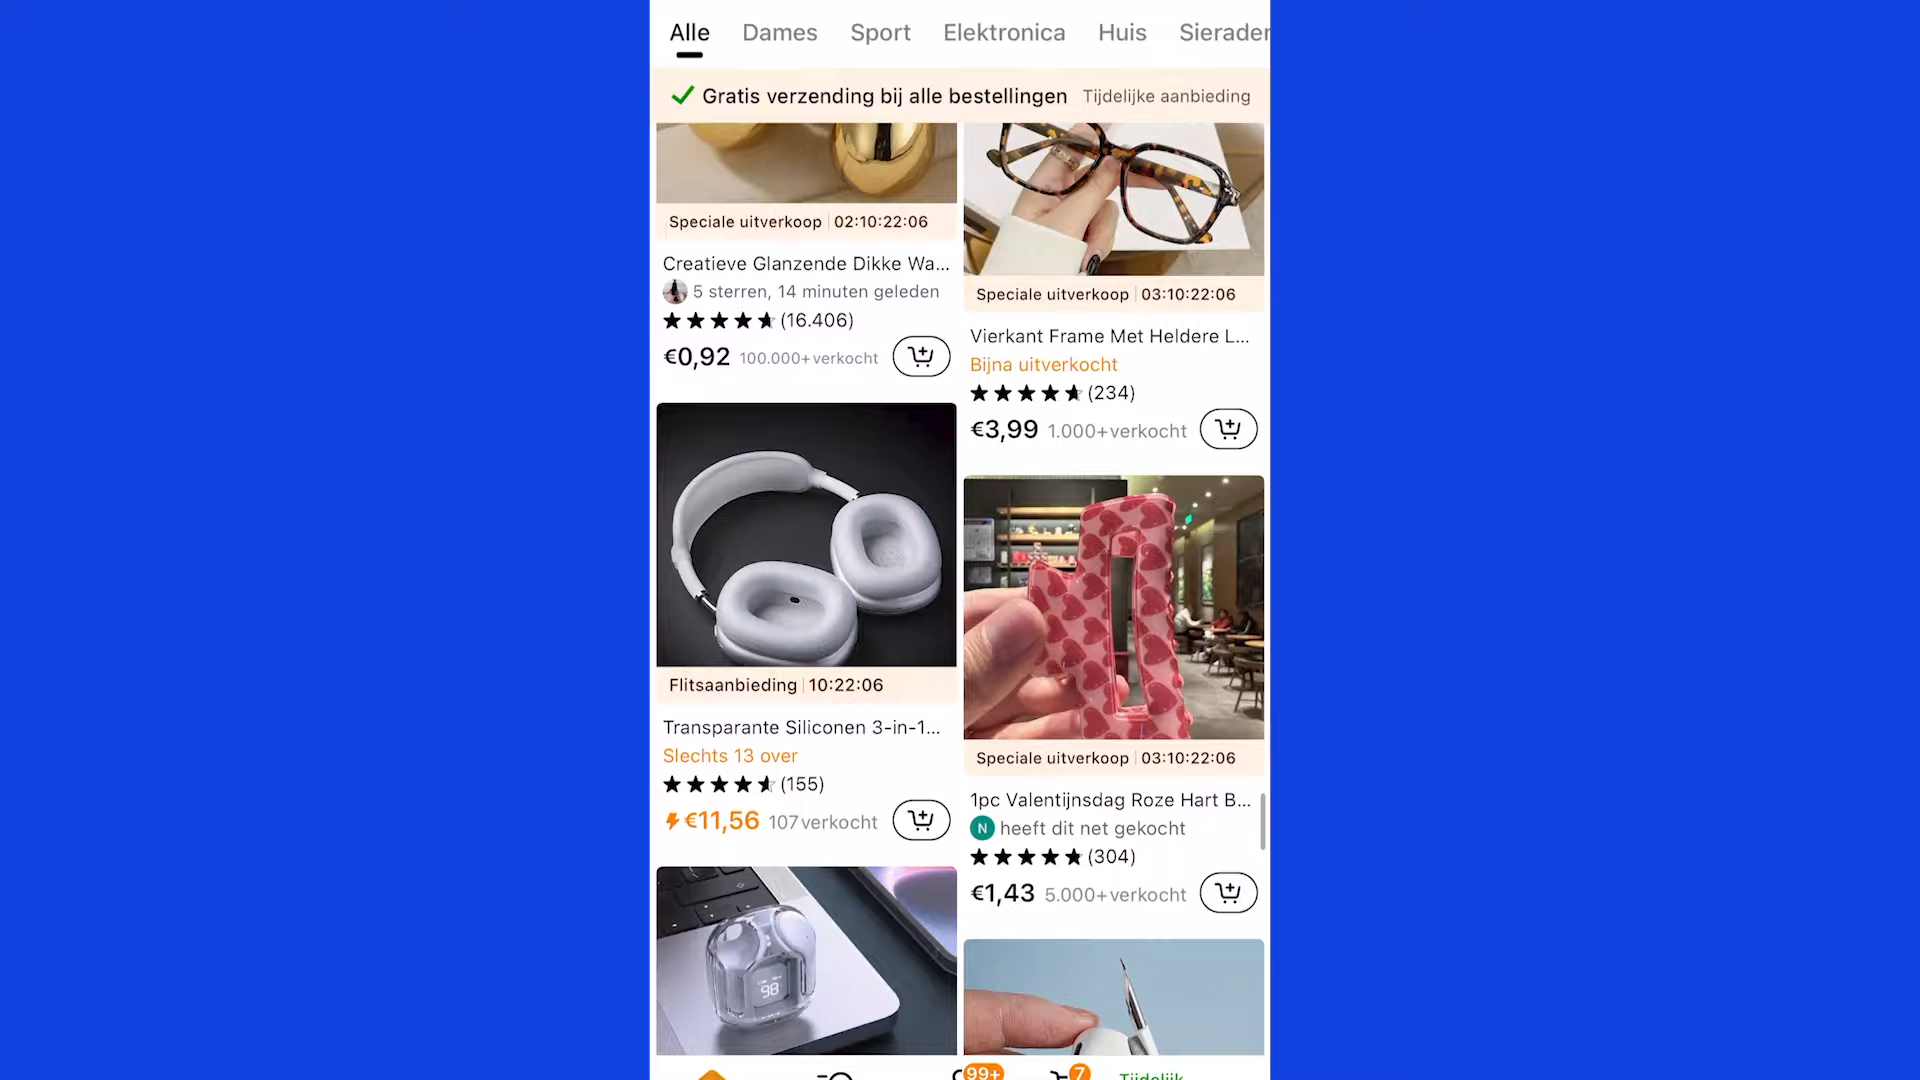 Alle Dames Sport Elektronica Huis Sieraden
Gratis verzending bij alle bestellingen Tijdelijke aanbieding
Speciale uitverkoop 02:10:22:06
Creatieve Glanzende Dikke Wa...
5 sterren, 14 minuten geleden
(16.406)
€0,92 100.000+verkocht
Flitsaanbieding 10:22:06
Transparante Siliconen 3-in-1...
Slechts 13 over
(155)
€11,56 107 verkocht
98
Speciale uitverkoop 03:10:22:06
Vierkant Frame Met Heldere L...
Bijna uitverkocht
(234)
€3,99 1.000+verkocht
Speciale uitverkoop 03:10:22:06
1pc Valentijnsdag Roze Hart B...
N heeft dit net gekocht
(304)
€1,43 5.000+verkocht
99+ 7 Tijdelijk